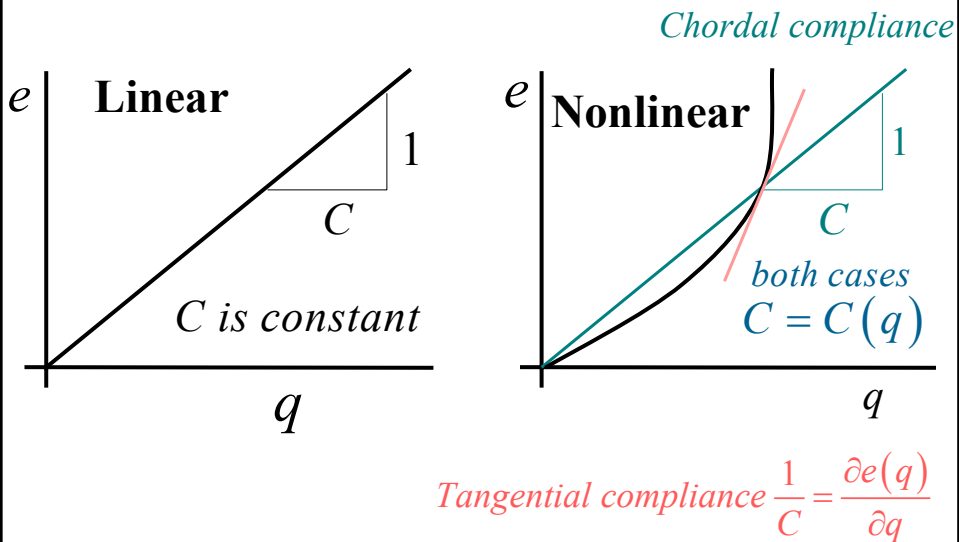 Chordal compliance
e
Linear
1
C
C is constant
q
e
Nonlinear
1
C
both cases
C = C(q)
q
Tangential compliance 1/C = ∂e(q)/∂q